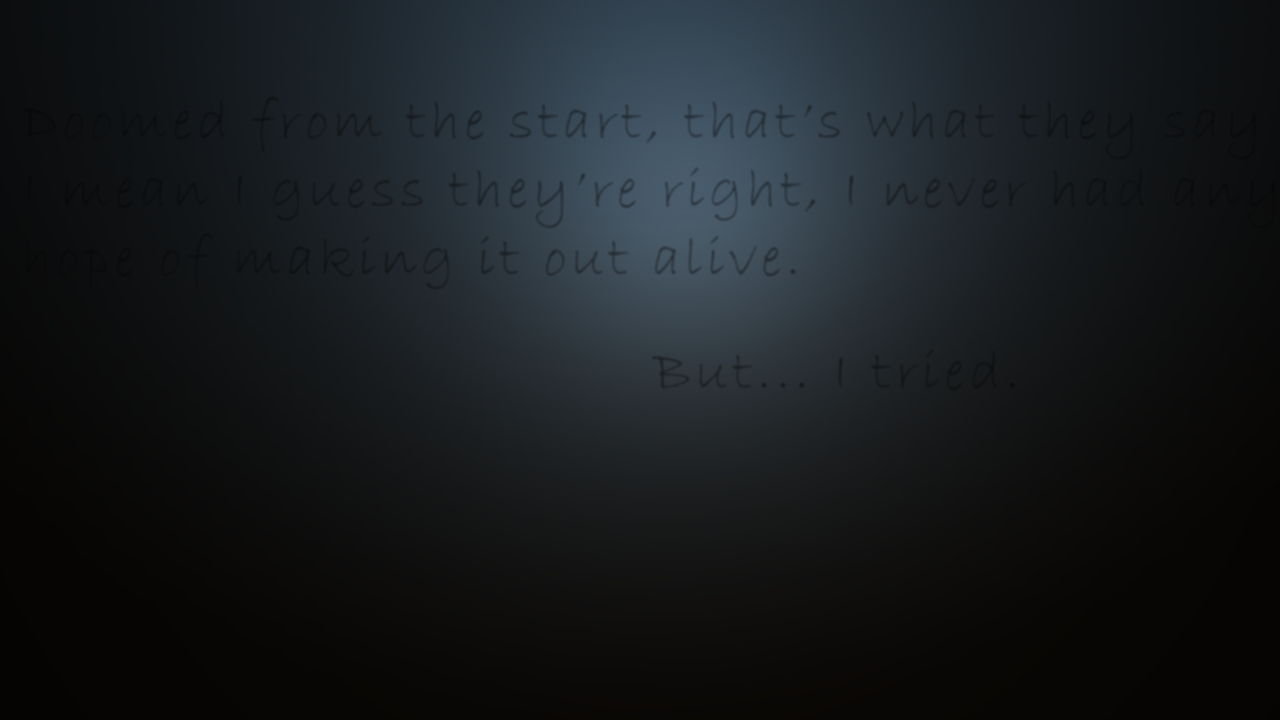 Doomed from the start, that's what they say
I mean I guess they're right, I never had any
hope of making it out alive.
But... I tried.